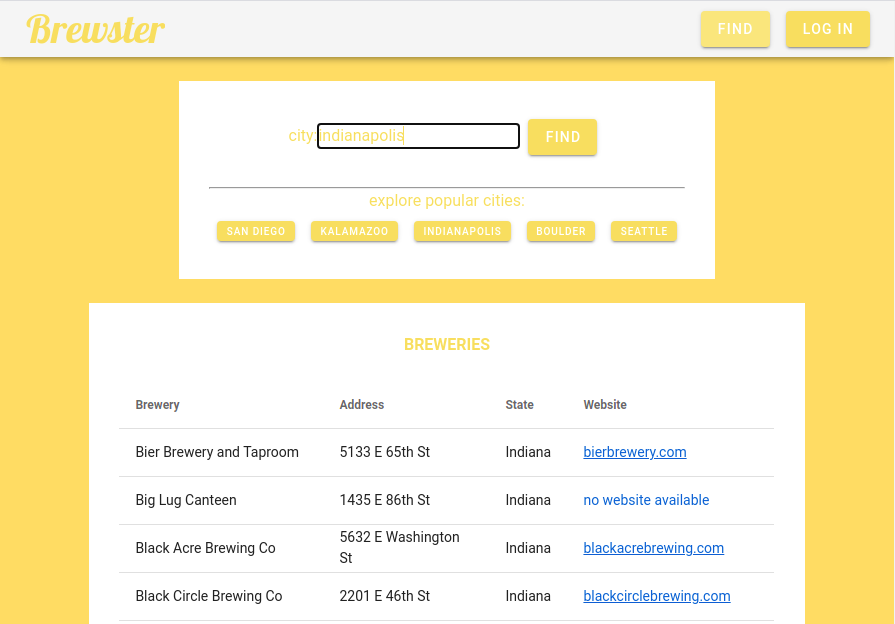 Brewster FIND LOG IN
city: indianapolis FIND
explore popular cities:
SAN DIEGO KALAMAZOO INDIANAPOLIS BOULDER SEATTLE
BREWERIES
Brewery Address State Website
Bier Brewery and Taproom 5133 E 65th St Indiana bierbrewery.com
Big Lug Canteen 1435 E 86th St Indiana no website available
Black Acre Brewing Co 5632 E Washington St Indiana blackacrebrewing.com
Black Circle Brewing Co 2201 E 46th St Indiana blackcirclebrewing.com